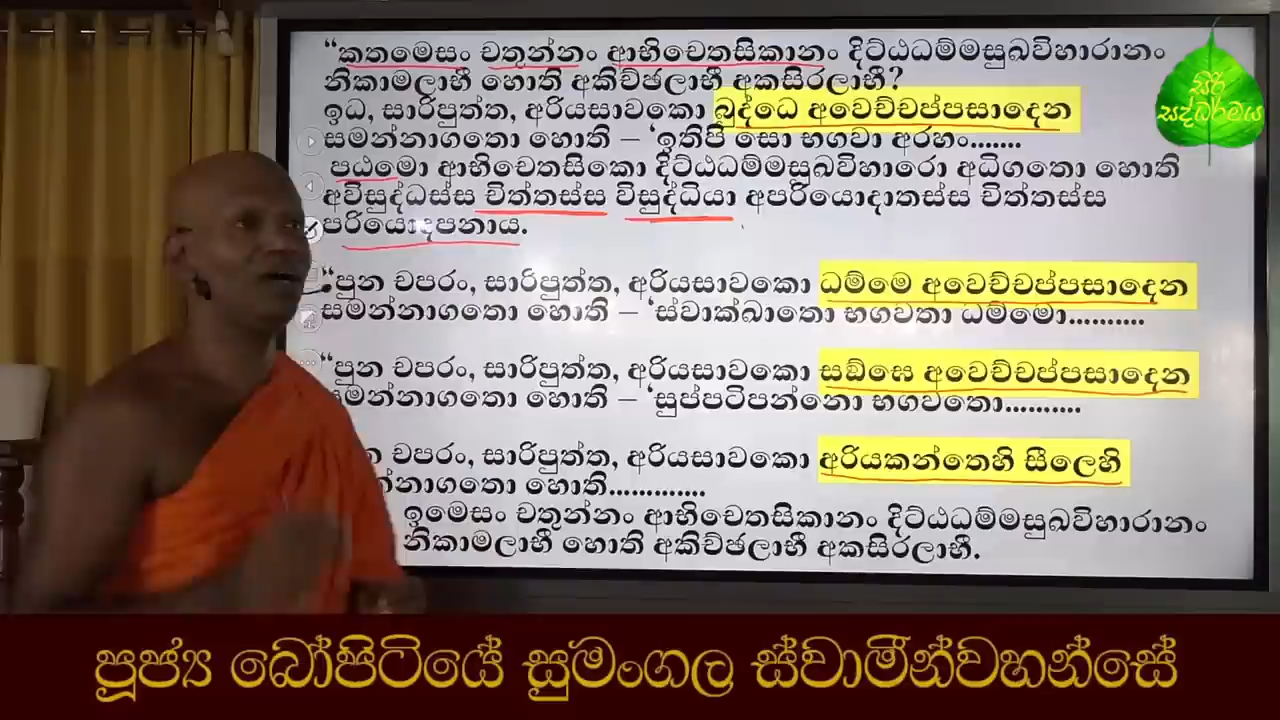 “කතමෙසං චතුන්නං ආභිචෙතසිකානං දිට්ඨධම්මසුඛවිහාරානං
නිකාමලාභී හොති අකිච්ඡලාභී අකසිරලාභී?
ඉධ, සාරිපුත්ත, අරියසාවකො බුද්ධෙ අවෙච්චප්පසාදෙන
සමන්නාගතො හොති – ‘ඉතිපි සො භගවා අරහං.......
පඨමො ආභිචෙතසිකො දිට්ඨධම්මසුඛවිහාරො අධිගතො හොති
අවිසුද්ධස්ස චිත්තස්ස විසුද්ධියා අපරියොදාතස්ස චිත්තස්ස
පරියොදපනාය.
“පුන චපරං, සාරිපුත්ත, අරියසාවකො ධම්මෙ අවෙච්චප්පසාදෙන
සමන්නාගතො හොති – ‘ස්වාක්ඛාතො භගවතා ධම්මො...........
“පුන චපරං, සාරිපුත්ත, අරියසාවකො සඞ්ඝෙ අවෙච්චප්පසාදෙන
සමන්නාගතො හොති – ‘සුප්පටිපන්නො භගවතො..........
චපරං, සාරිපුත්ත, අරියසාවකො අරියකන්තෙහි සීලෙහි
හොති.............
ඉමෙසං චතුන්නං ආභිචෙතසිකානං දිට්ඨධම්මසුඛවිහාරානං
නිකාමලාභී හොති අකිච්ඡලාභී අකසිරලාභී.
සිරි
සද්ධර්මය
පූජ්‍ය බෝපිටියේ සුමංගල ස්වාමීන්වහන්සේ